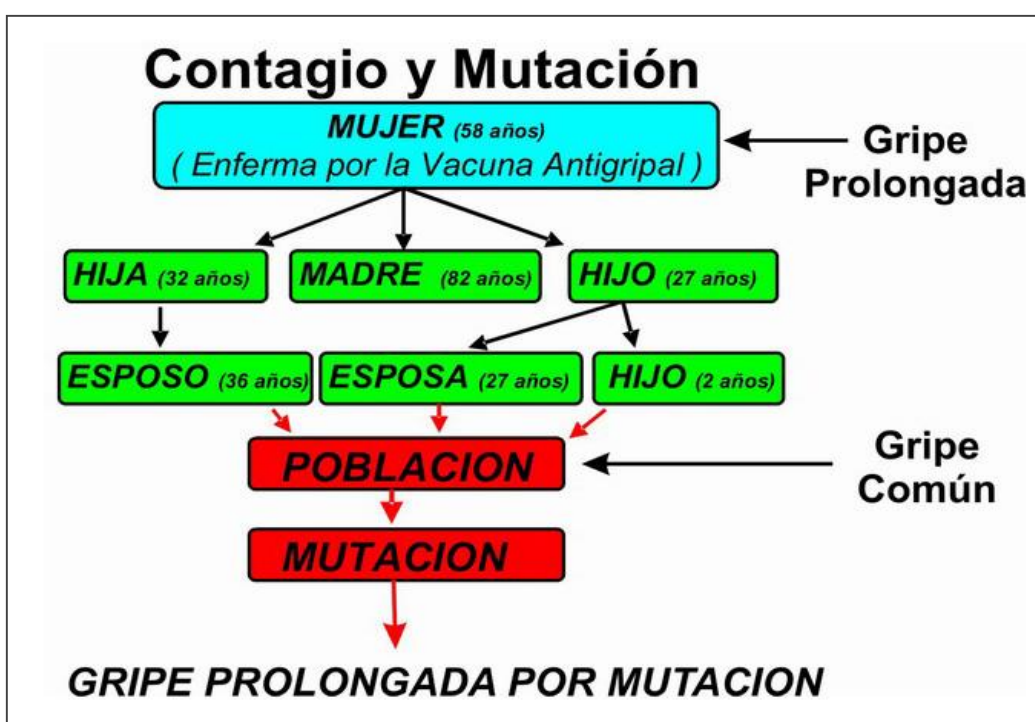 Contagio y Mutación
MUJER (58 años)
( Enferma por la Vacuna Antigripal )
Gripe
Prolongada
HIJA (32 años)
MADRE (82 años)
HIJO (27 años)
ESPOSO (36 años)
ESPOSA (27 años)
HIJO (2 años)
POBLACION
Gripe
Común
MUTACION
GRIPE PROLONGADA POR MUTACION